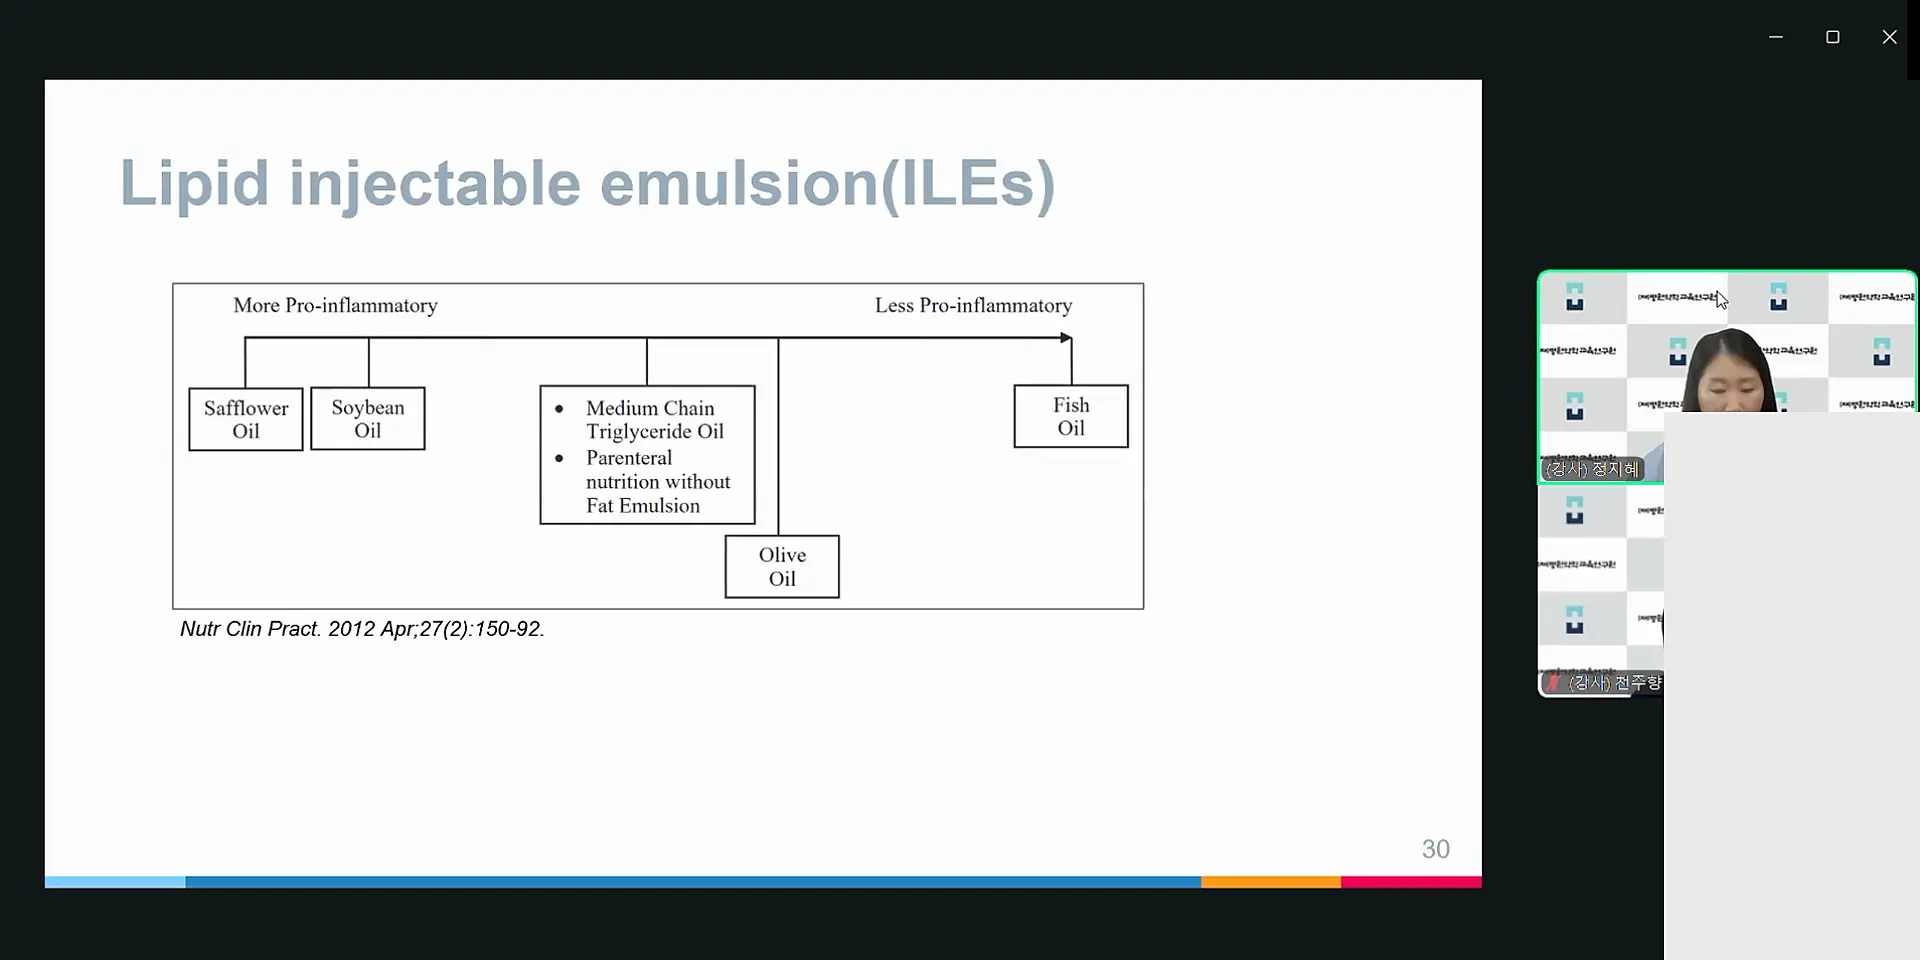 Lipid injectable emulsion(ILEs)
More Pro-inflammatory
Less Pro-inflammatory
Safflower
Oil
Soybean
Oil
• Medium Chain
Triglyceride Oil
• Parenteral
nutrition without
Fat Emulsion
Olive
Oil
Fish
Oil
Nutr Clin Pract. 2012 Apr;27(2):150-92.
30
(강사) 정지혜
(강사) 천주향